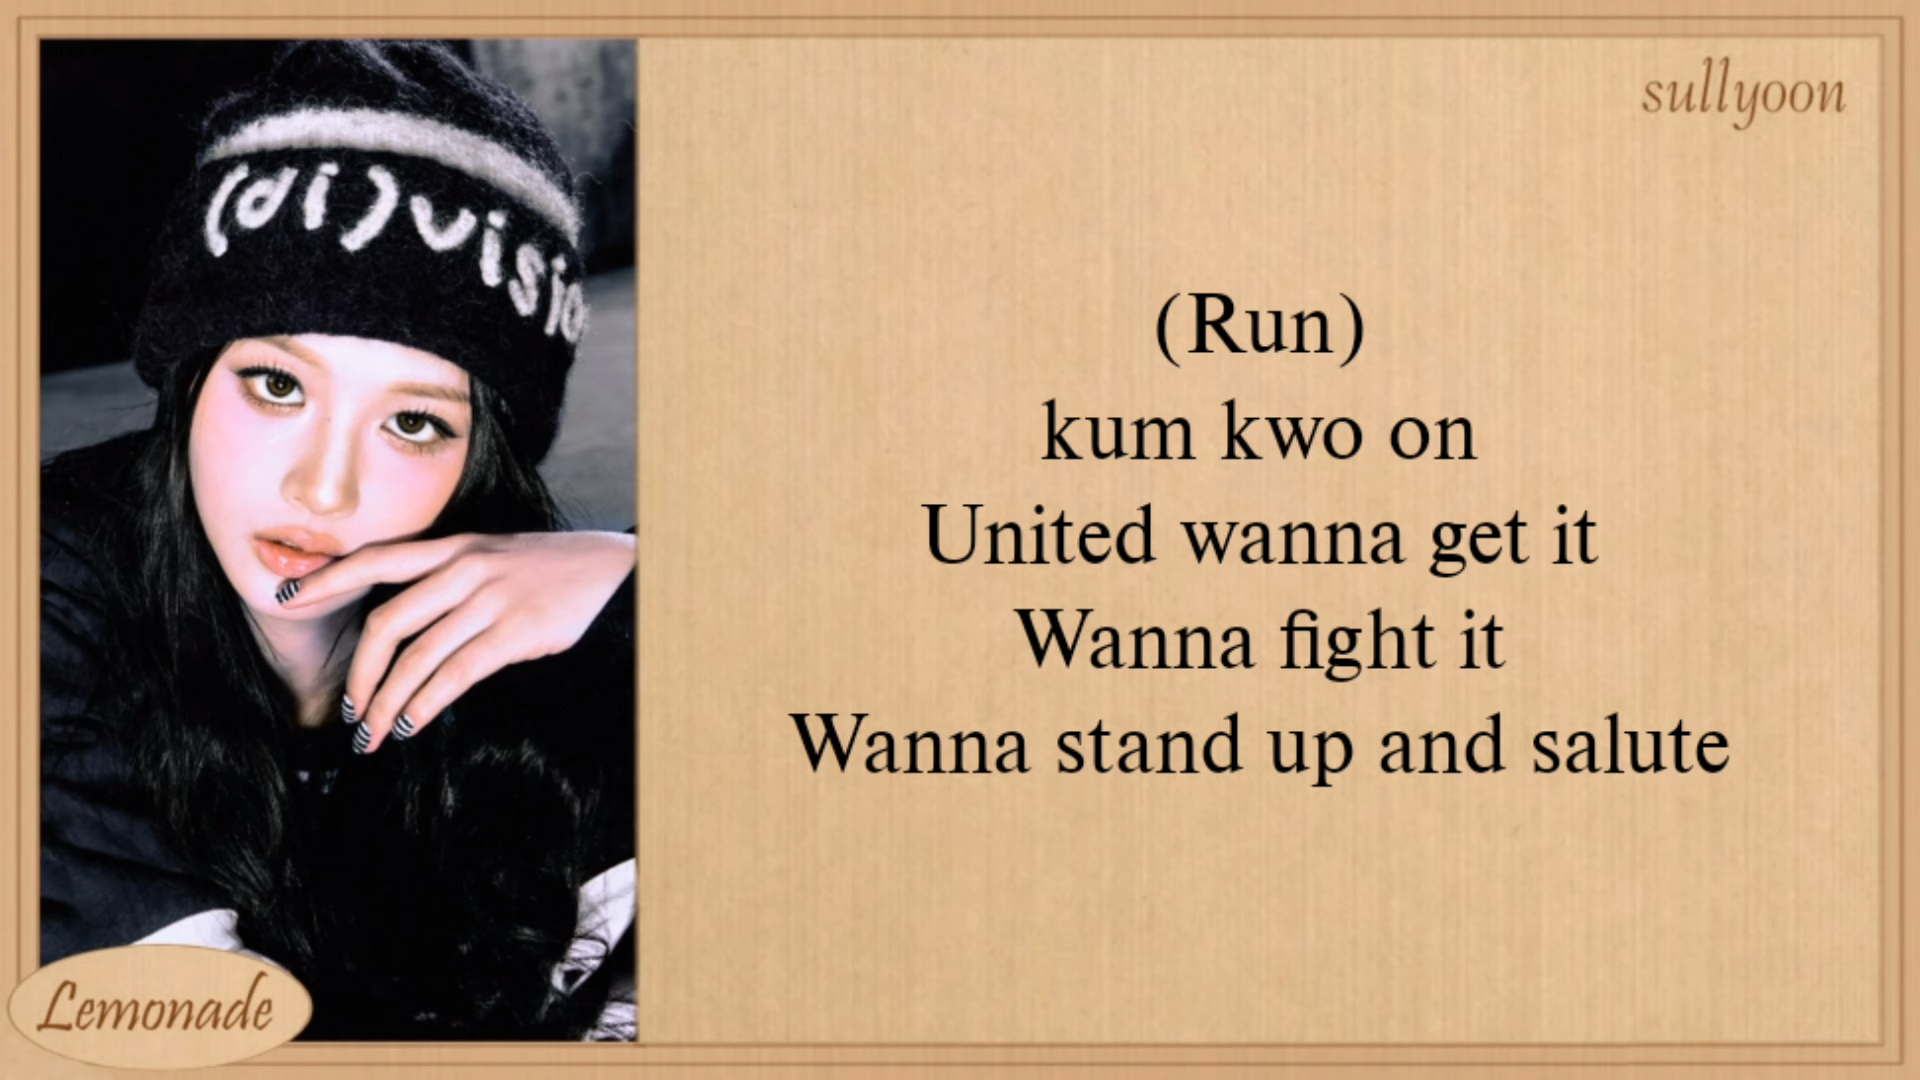 (di)visio
sullyoon
(Run)
kum kwo on
United wanna get it
Wanna fight it
Wanna stand up and salute
Lemonade